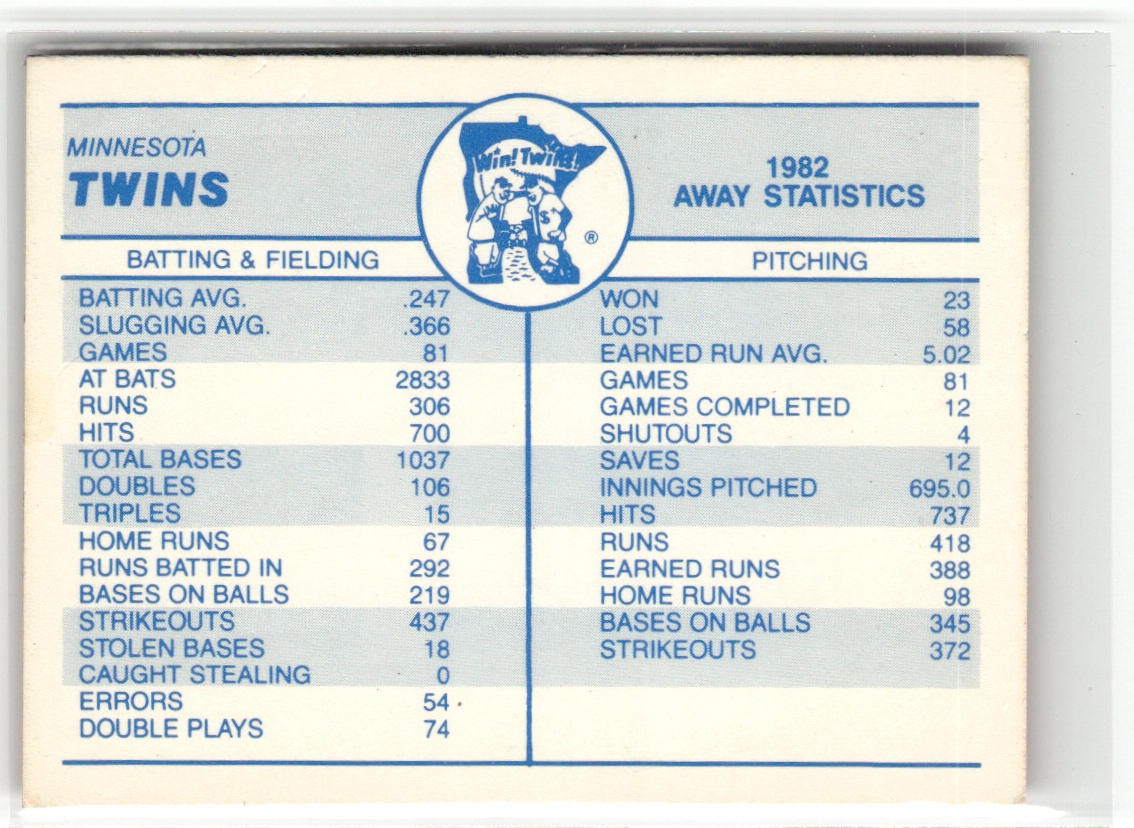 MINNESOTA
TWINS
Win! Twins!
$
®
1982
AWAY STATISTICS
BATTING & FIELDING
BATTING AVG. .247
SLUGGING AVG. .366
GAMES 81
AT BATS 2833
RUNS 306
HITS 700
TOTAL BASES 1037
DOUBLES 106
TRIPLES 15
HOME RUNS 67
RUNS BATTED IN 292
BASES ON BALLS 219
STRIKEOUTS 437
STOLEN BASES 18
CAUGHT STEALING 0
ERRORS 54
DOUBLE PLAYS 74
PITCHING
WON 23
LOST 58
EARNED RUN AVG. 5.02
GAMES 81
GAMES COMPLETED 12
SHUTOUTS 4
SAVES 12
INNINGS PITCHED 695.0
HITS 737
RUNS 418
EARNED RUNS 388
HOME RUNS 98
BASES ON BALLS 345
STRIKEOUTS 372